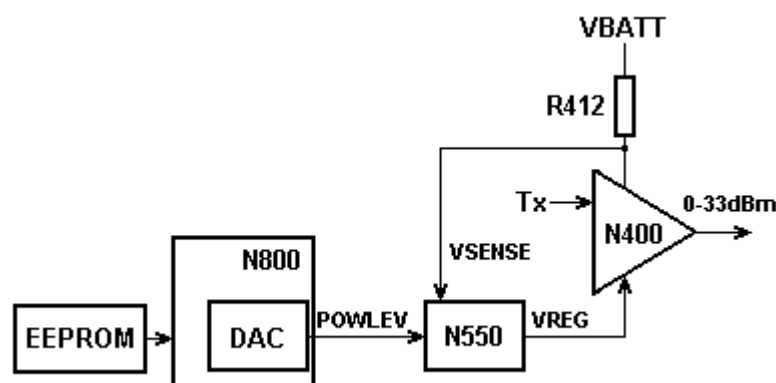 VBATT
R412
Tx
0-33dBm
N400
N800
VSENSE
EEPROM
DAC
POWLEV
N550
VREG